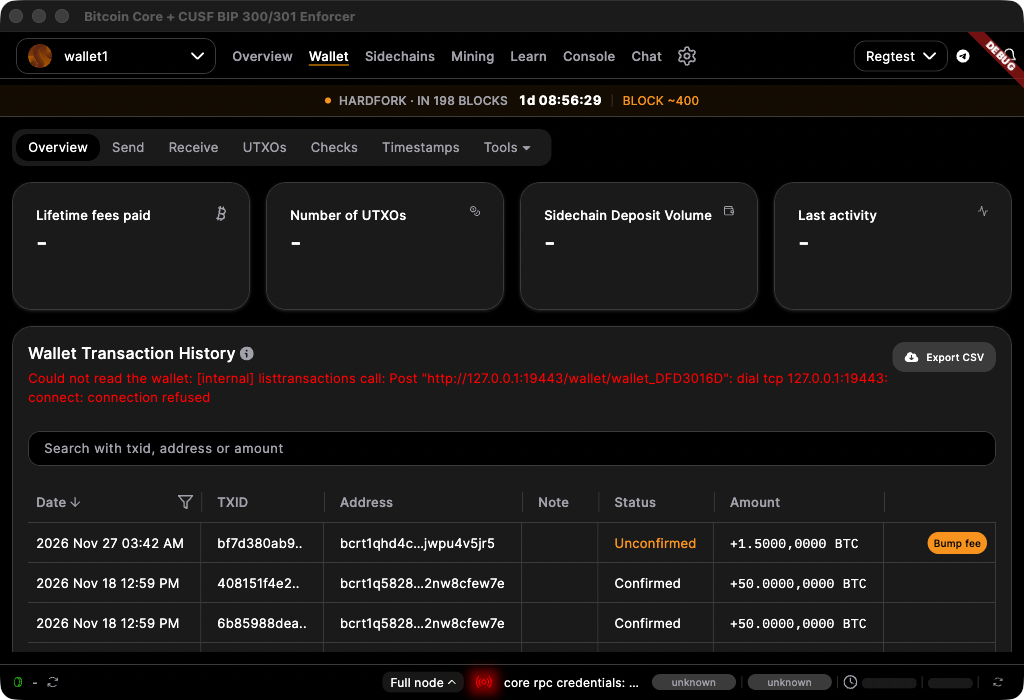 Bitcoin Core + CUSF BIP 300/301 Enforcer
wallet1 Overview Wallet Sidechains Mining Learn Console Chat Regtest DEBUG
HARDFORK · IN 198 BLOCKS 1d 08:56:29 BLOCK ~400
Overview Send Receive UTXOs Checks Timestamps Tools
Lifetime fees paid Number of UTXOs Sidechain Deposit Volume Last activity
– – – –
Wallet Transaction History Export CSV
Could not read the wallet: [internal] listtransactions call: Post "http://127.0.0.1:19443/wallet/wallet_DFD3016D": dial tcp 127.0.0.1:19443:
connect: connection refused
Search with txid, address or amount
Date TXID Address Note Status Amount
2026 Nov 27 03:42 AM bf7d380ab9.. bcrt1qhd4c...jwpu4v5jr5 Unconfirmed +1.5000,0000 BTC Bump fee
2026 Nov 18 12:59 PM 408151f4e2.. bcrt1q5828...2nw8cfew7e Confirmed +50.0000,0000 BTC
2026 Nov 18 12:59 PM 6b85988dea.. bcrt1q5828...2nw8cfew7e Confirmed +50.0000,0000 BTC
- Full node core rpc credentials: ... unknown unknown